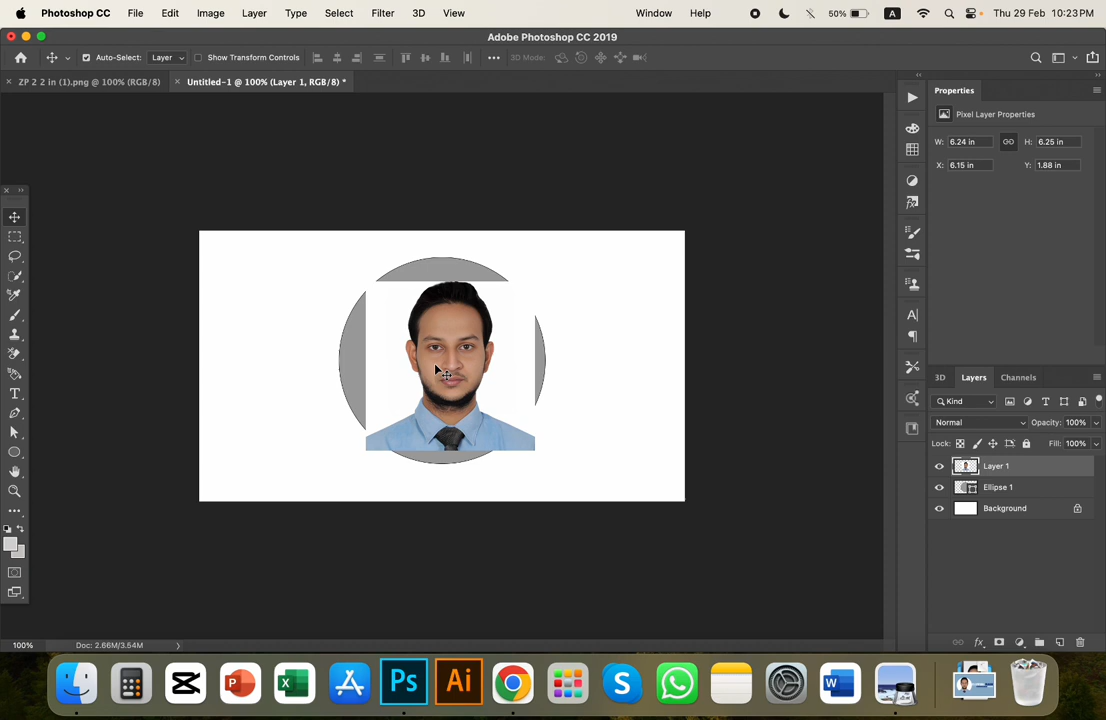 Photoshop CC File Edit Image Layer Type Select Filter 3D View Window Help 50% A Thu 29 Feb 10:23 PM
Adobe Photoshop CC 2019
Auto-Select: Layer Show Transform Controls 3D Mode:
ZP 2 2 in (1).png @ 100% (RGB/8) Untitled-1 @ 100% (Layer 1, RGB/8) *
Properties
Pixel Layer Properties
W: 6.24 in H: 6.25 in
X: 6.15 in Y: 1.88 in
3D Layers Channels
Kind
Normal Opacity: 100%
Lock: Fill: 100%
Layer 1
Ellipse 1
Background
100% Doc: 2.66M/3.54M
Ps Ai